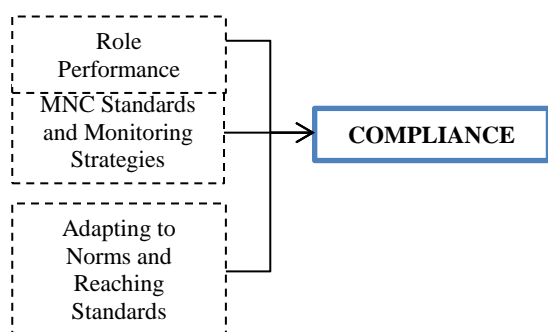 Role
Performance
MNC Standards
and Monitoring
Strategies
COMPLIANCE
Adapting to
Norms and
Reaching
Standards